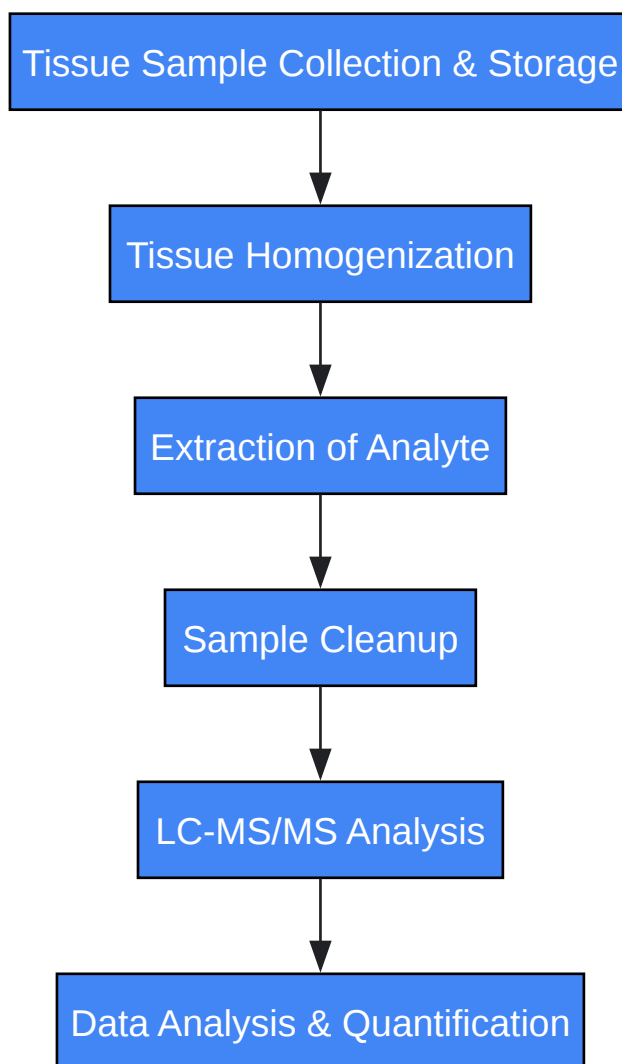 Tissue Sample Collection & Storage
Tissue Homogenization
Extraction of Analyte
Sample Cleanup
LC-MS/MS Analysis
Data Analysis & Quantification